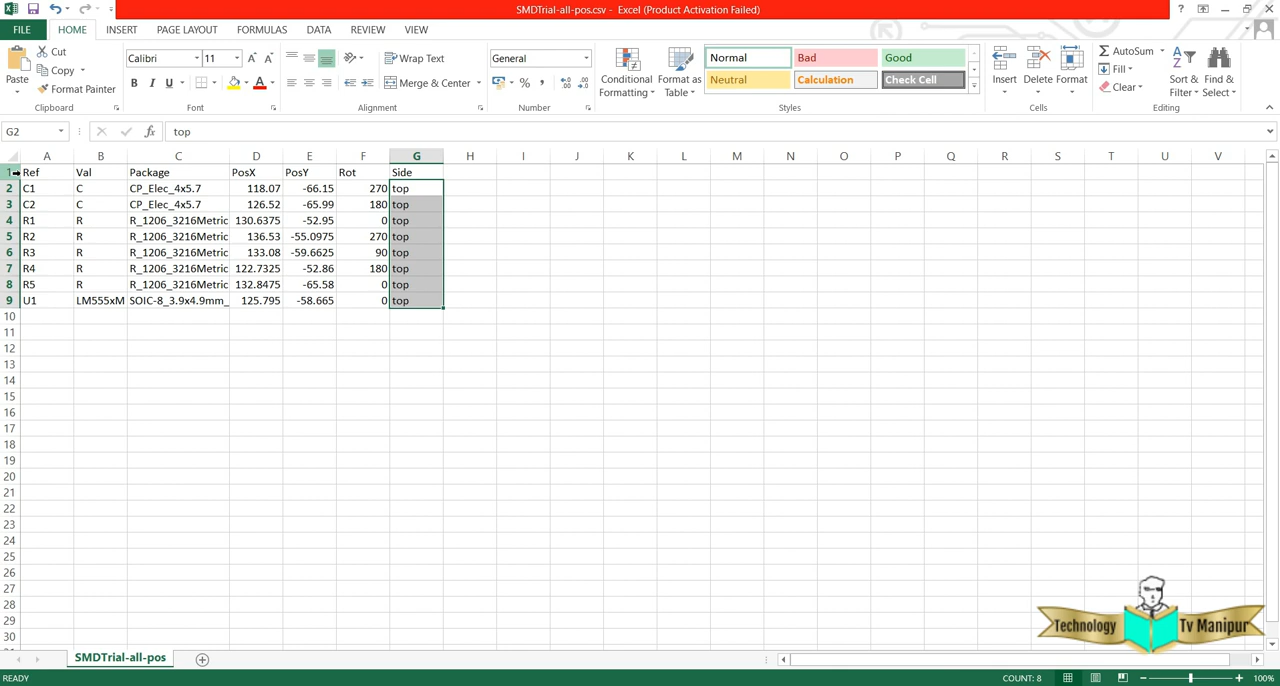 SMDTrial-all-pos.csv - Excel (Product Activation Failed)
FILE HOME INSERT PAGE LAYOUT FORMULAS DATA REVIEW VIEW
Paste
Cut
Copy
Format Painter
Clipboard
Calibri 11
B I U
Font
Wrap Text
Merge & Center
Alignment
General
Number
Conditional Formatting
Format as Table
Normal Bad Good
Neutral Calculation Check Cell
Styles
Insert Delete Format
Cells
AutoSum
Fill
Clear
Sort & Filter
Find & Select
Editing
G2 fx top
A B C D E F G H I J K L M N O P Q R S T U V
1 Ref Val Package PosX PosY Rot Side
2 C1 C CP_Elec_4x5.7 118.07 -66.15 270 top
3 C2 C CP_Elec_4x5.7 126.52 -65.99 180 top
4 R1 R R_1206_3216Metric 130.6375 -52.95 0 top
5 R2 R R_1206_3216Metric 136.53 -55.0975 270 top
6 R3 R R_1206_3216Metric 133.08 -59.6625 90 top
7 R4 R R_1206_3216Metric 122.7325 -52.86 180 top
8 R5 R R_1206_3216Metric 132.8475 -65.58 0 top
9 U1 LM555xM SOIC-8_3.9x4.9mm_ 125.795 -58.665 0 top
10
11
12
13
14
15
16
17
18
19
20
21
22
23
24
25
26
27
28
29
30
Technology Tv Manipur
SMDTrial-all-pos
READY COUNT: 8 100%